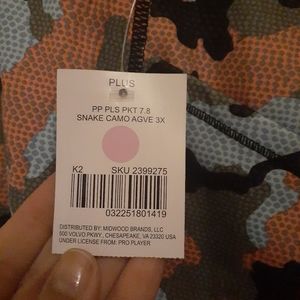 PLUS
PP PLS PKT 7.8
SNAKE CAMO AGVE 3X
K2 SKU 2399275
032251801419
DISTRIBUTED BY: MIDWOOD BRANDS, LLC
500 VOLVO PKWY., CHESAPEAKE, VA 23320 USA
UNDER LICENSE FROM: PRO PLAYER